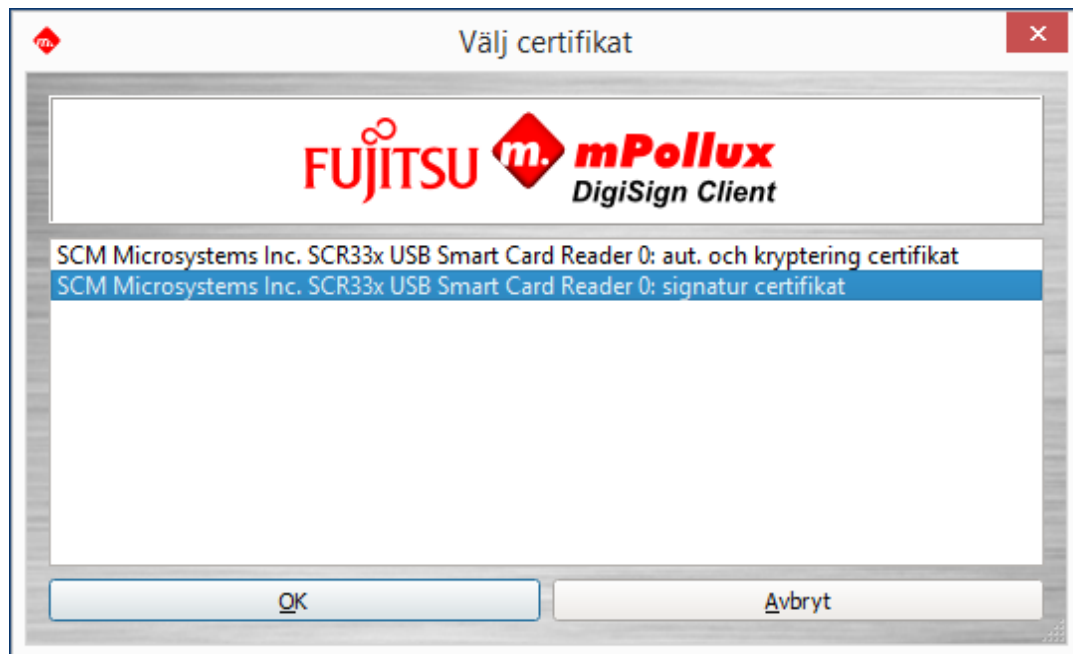 Välj certifikat
FUJITSU m. mPollux
DigiSign Client
SCM Microsystems Inc. SCR33x USB Smart Card Reader 0: aut. och kryptering certifikat
SCM Microsystems Inc. SCR33x USB Smart Card Reader 0: signatur certifikat
OK
Avbryt